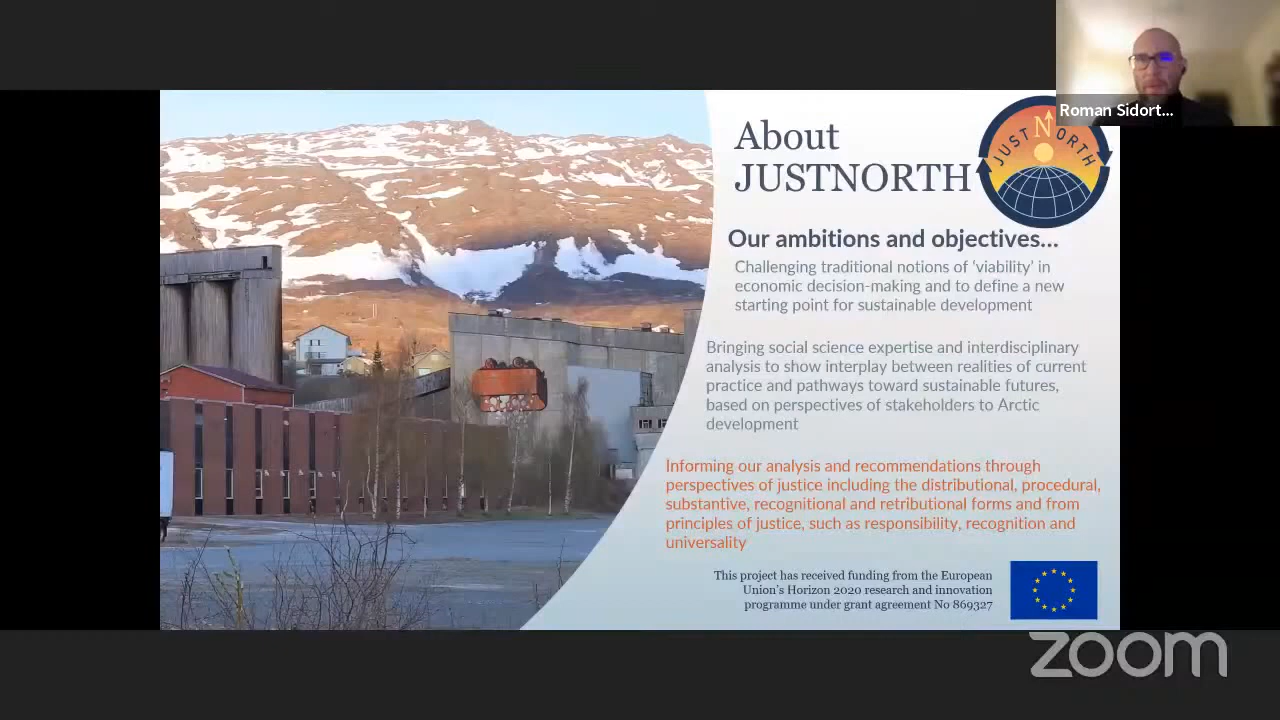 Roman Sidort...
About
JUSTNORTH
JUST NORTH
Our ambitions and objectives...
Challenging traditional notions of ‘viability’ in
economic decision-making and to define a new
starting point for sustainable development
Bringing social science expertise and interdisciplinary
analysis to show interplay between realities of current
practice and pathways toward sustainable futures,
based on perspectives of stakeholders to Arctic
development
Informing our analysis and recommendations through
perspectives of justice including the distributional, procedural,
substantive, recognitional and retributional forms and from
principles of justice, such as responsibility, recognition and
universality
This project has received funding from the European
Union's Horizon 2020 research and innovation
programme under grant agreement No 869327
zoom